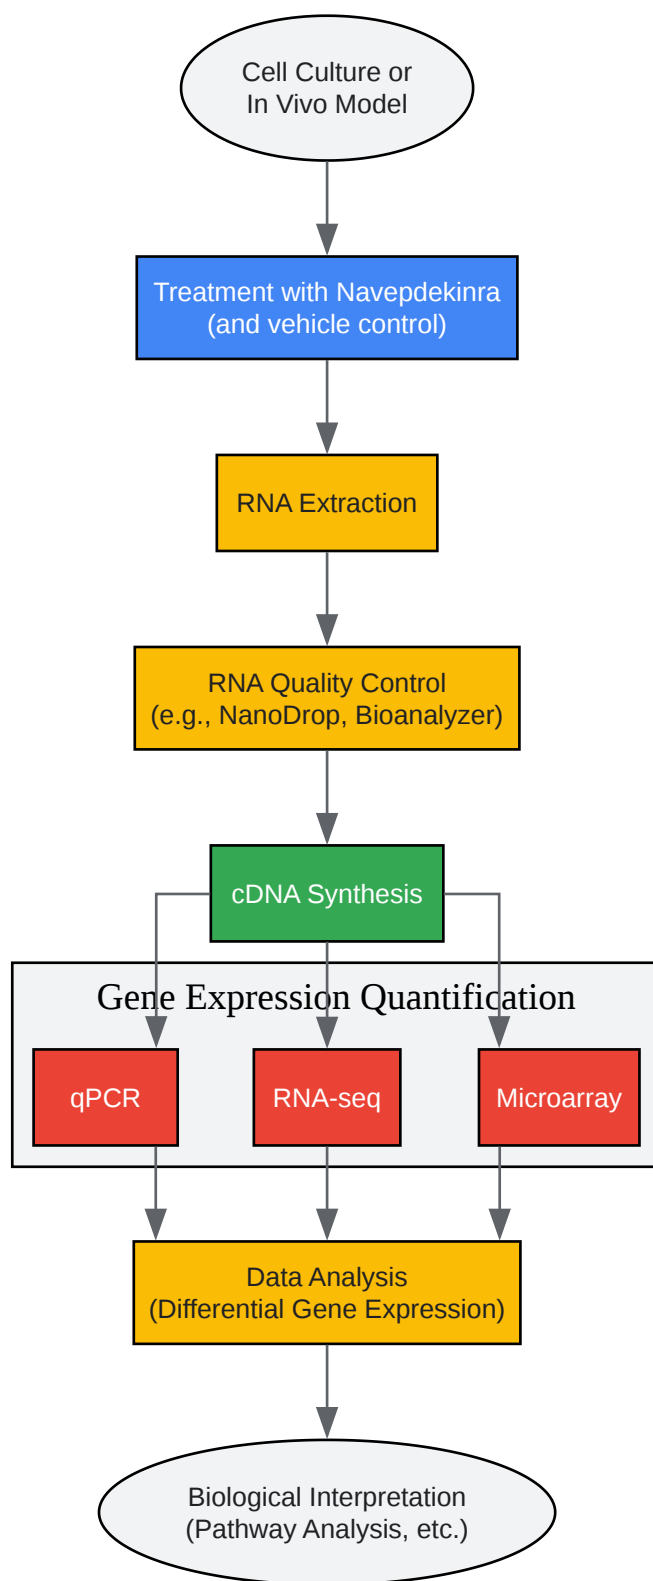 Cell Culture or
In Vivo Model
Treatment with Navepdekinra
(and vehicle control)
RNA Extraction
RNA Quality Control
(e.g., NanoDrop, Bioanalyzer)
cDNA Synthesis
Gene Expression Quantification
qPCR
RNA-seq
Microarray
Data Analysis
(Differential Gene Expression)
Biological Interpretation
(Pathway Analysis, etc.)